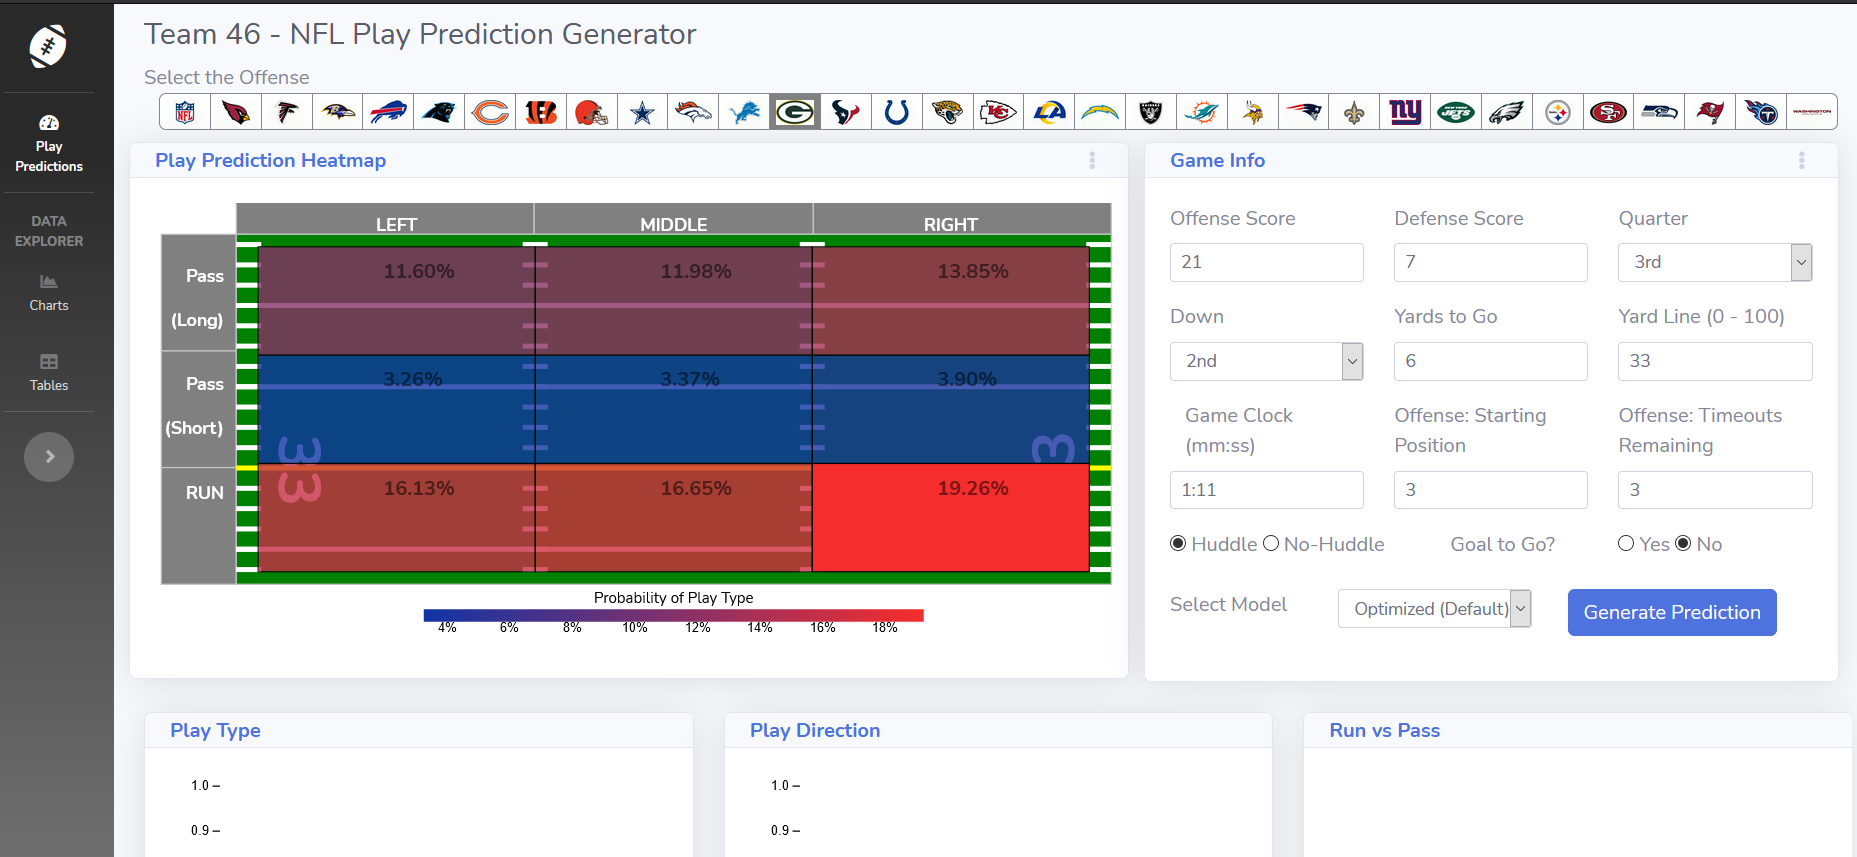 Team 46 - NFL Play Prediction Generator
Select the Offense
Play
Predictions
DATA
EXPLORER
Charts
Tables
Play Prediction Heatmap
LEFT MIDDLE RIGHT
Pass
(Long)
11.60% 11.98% 13.85%
Pass
(Short)
3.26% 3.37% 3.90%
3 3
3
RUN
16.13% 16.65% 19.26%
Probability of Play Type
4% 6% 8% 10% 12% 14% 16% 18%
Game Info
Offense Score Defense Score Quarter
21 7 3rd
Down Yards to Go Yard Line (0 - 100)
2nd 6 33
Game Clock
(mm:ss)
Offense: Starting
Position
Offense: Timeouts
Remaining
1:11 3 3
Huddle No-Huddle Goal to Go? Yes No
Select Model Optimized (Default) Generate Prediction
Play Type
1.0
0.9
Play Direction
1.0
0.9
Run vs Pass